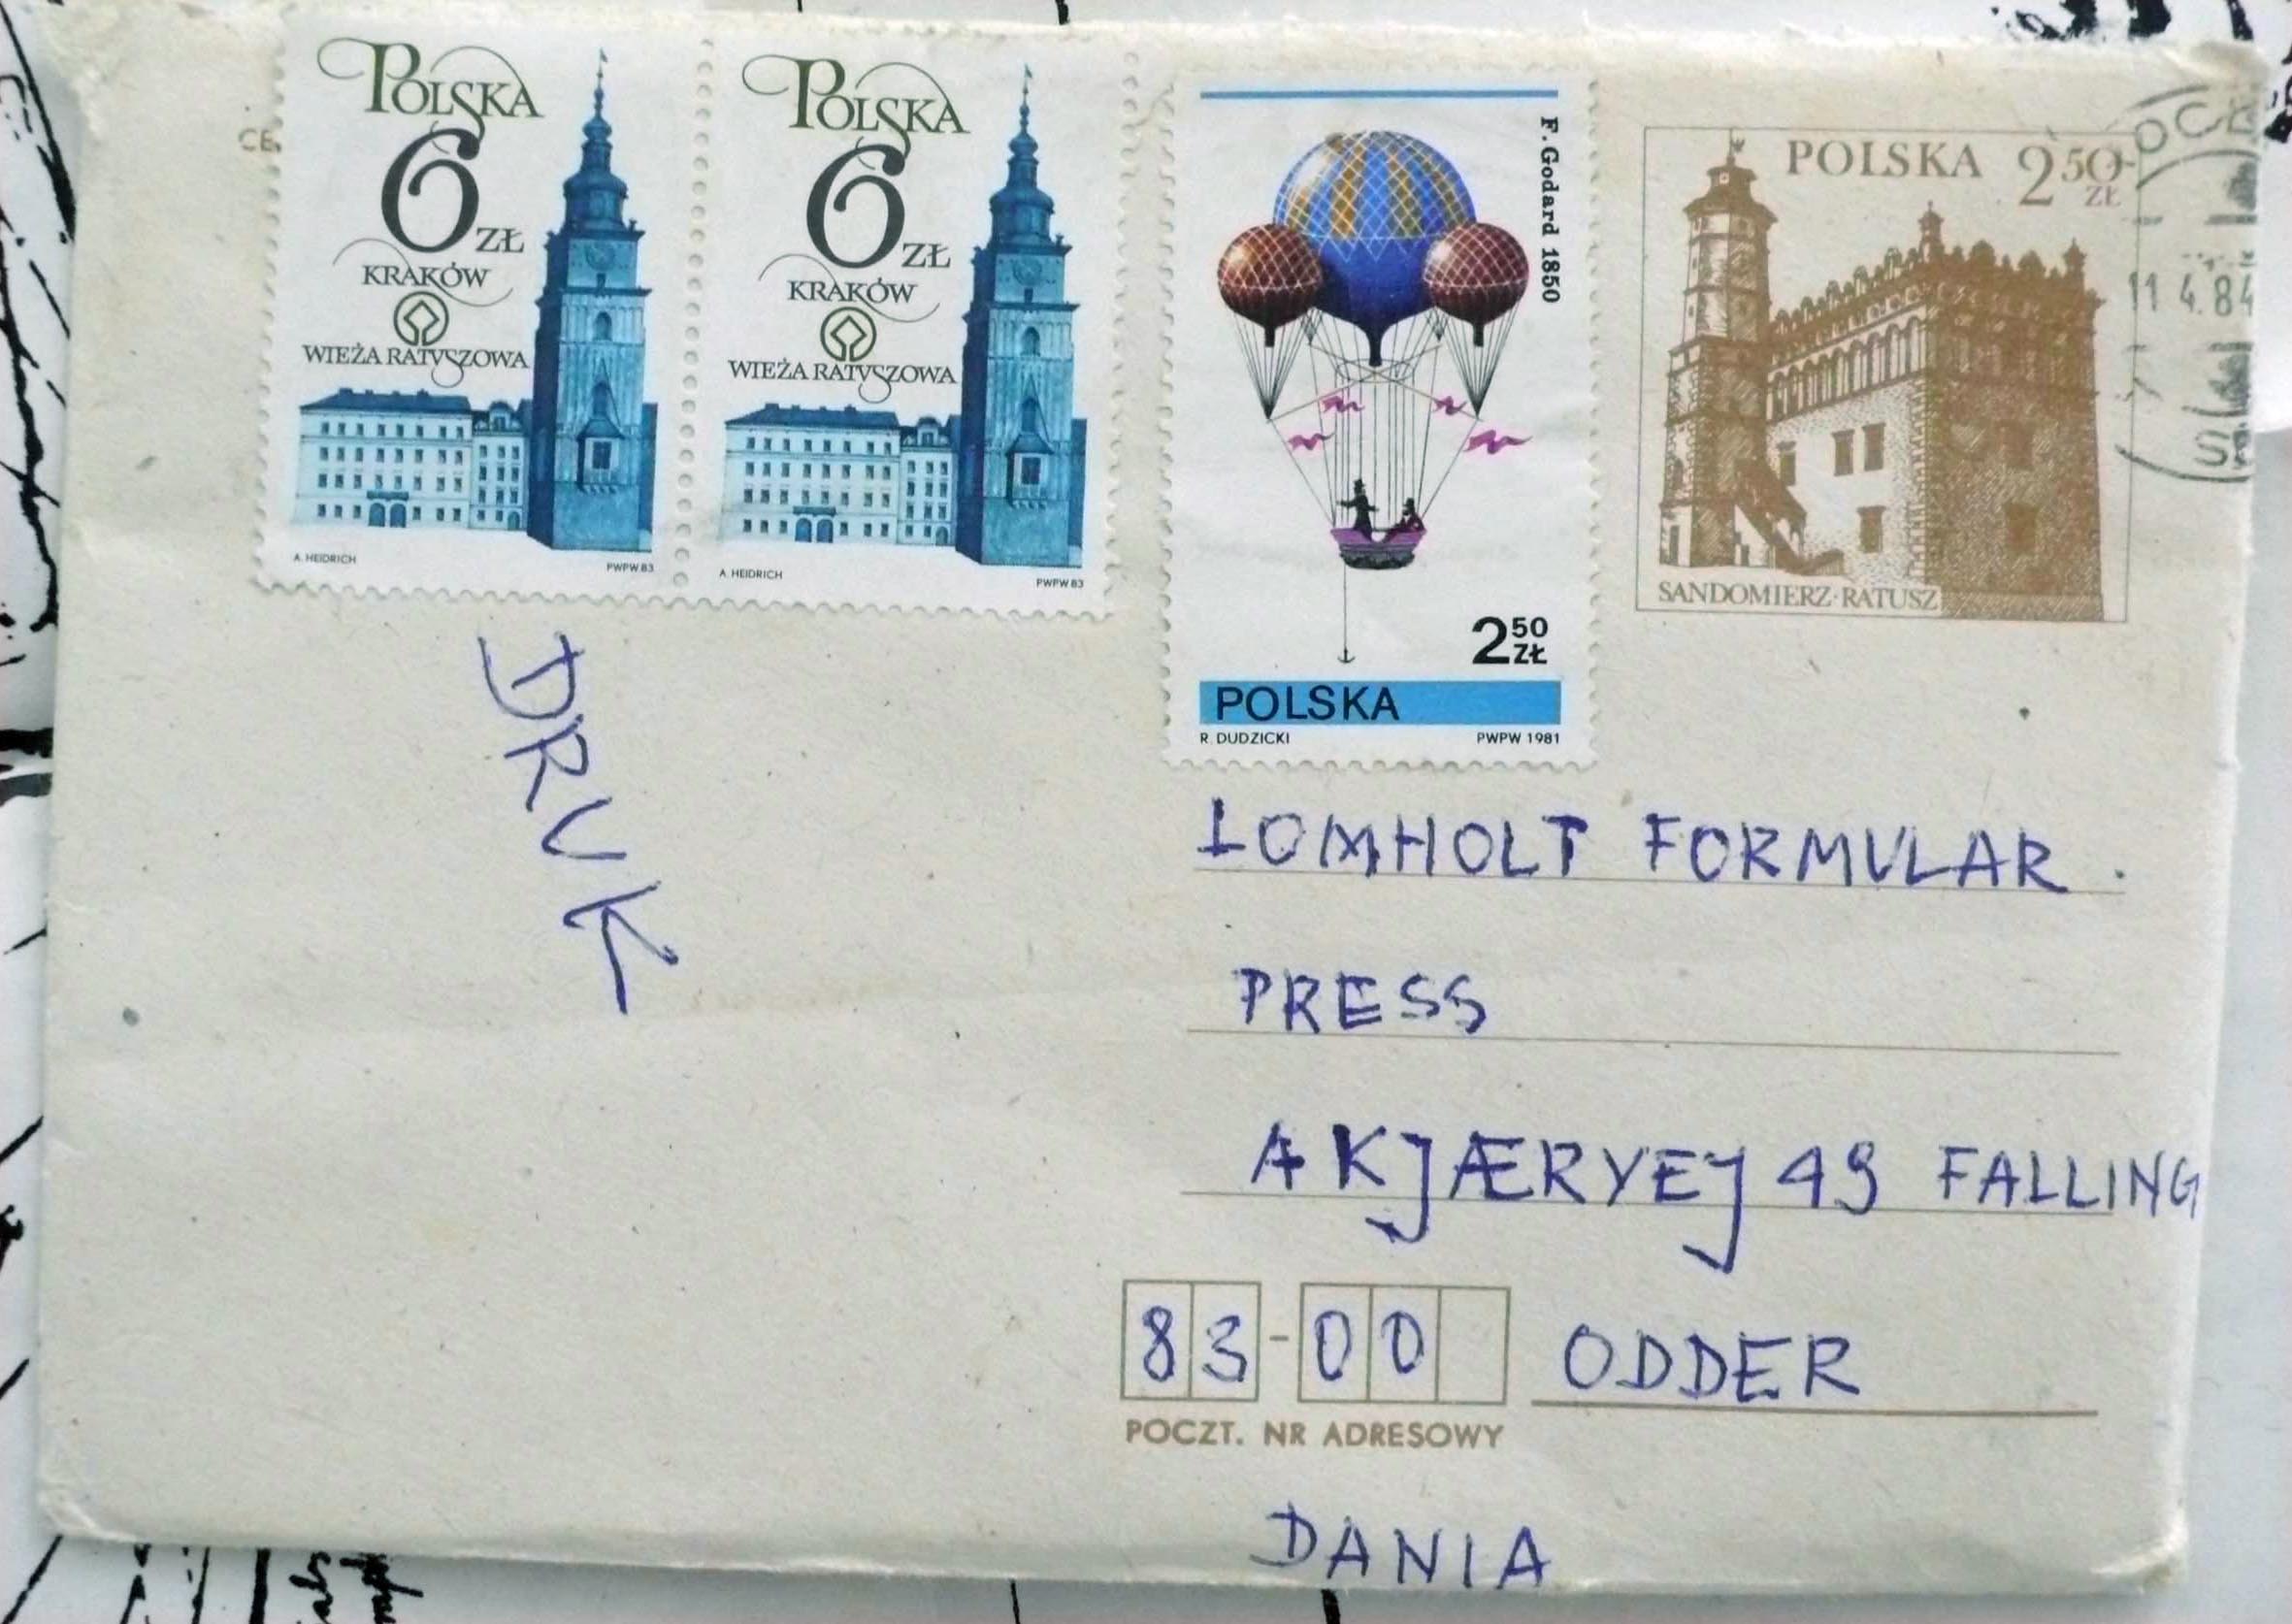 CE
POLSKA
6 ZŁ
KRAKÓW
WIEŻA RATUSZOWA
A. HEIDRICH
PWPW 83
POLSKA
6 ZŁ
KRAKÓW
WIEŻA RATUSZOWA
A. HEIDRICH
PWPW 83
F. Godard 1850
2 50 ZŁ
POLSKA
R. DUDZICKI
PWPW 1981
POLSKA 2 50 ZŁ
SANDOMIERZ·RATUSZ
11 4.84
DRUK
LOMHOLT FORMULAR
PRESS
AKJÆRVEJ 49 FALLING
83-00 ODDER
POCZT. NR ADRESOWY
DANIA